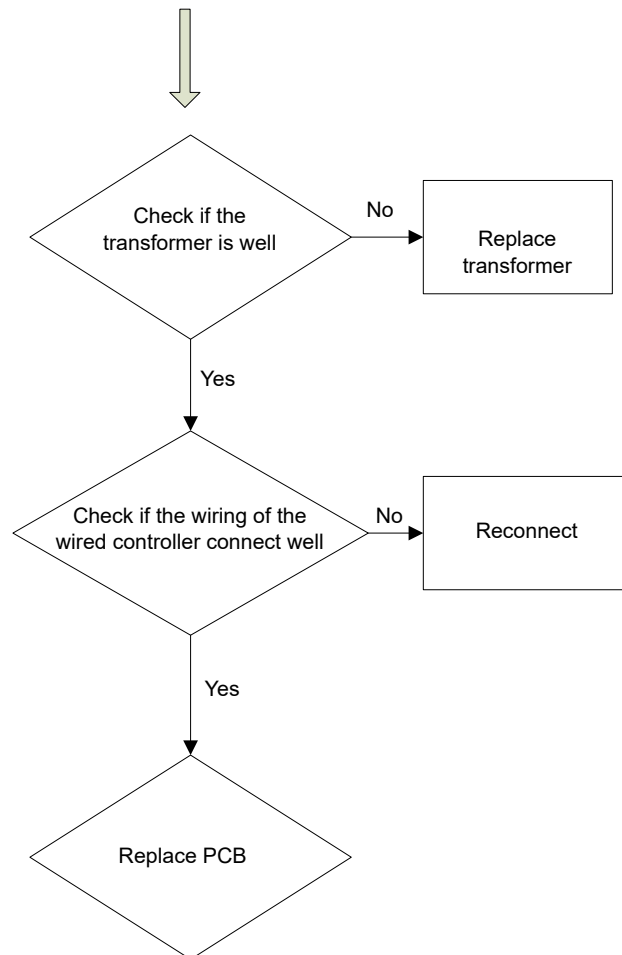 Check if the
transformer is well
No
Replace
transformer
Yes
Check if the wiring of the
wired controller connect well
No
Reconnect
Yes
Replace PCB